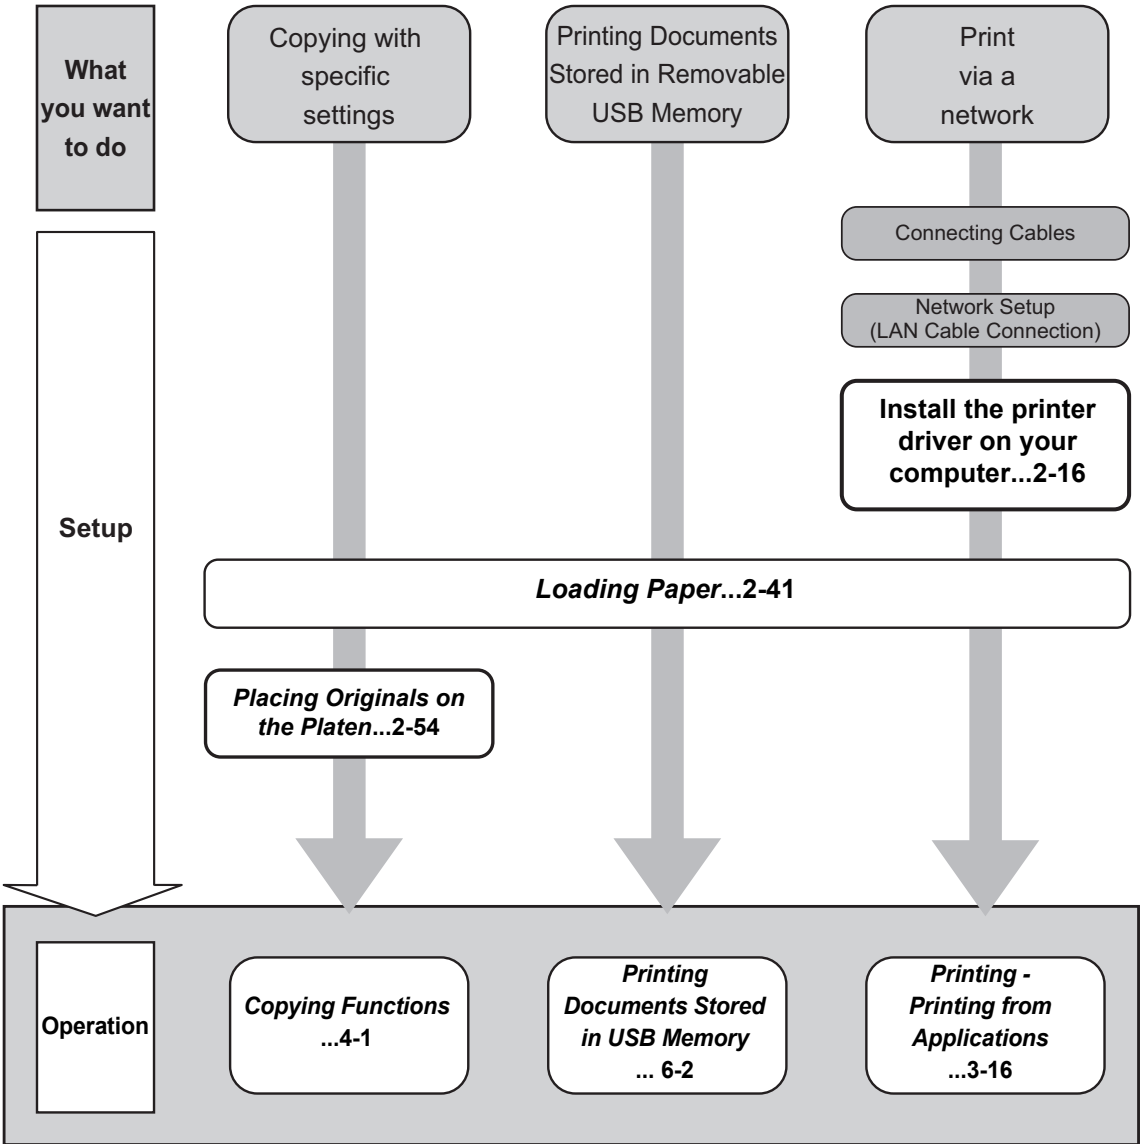 What
you want
to do
Copying with
specific
settings
Printing Documents
Stored in Removable
USB Memory
Print
via a
network
Connecting Cables
Network Setup
(LAN Cable Connection)
Install the printer
driver on your
computer...2-16
Setup
Loading Paper...2-41
Placing Originals on
the Platen...2-54
Operation
Copying Functions
...4-1
Printing
Documents Stored
in USB Memory
... 6-2
Printing -
Printing from
Applications
...3-16